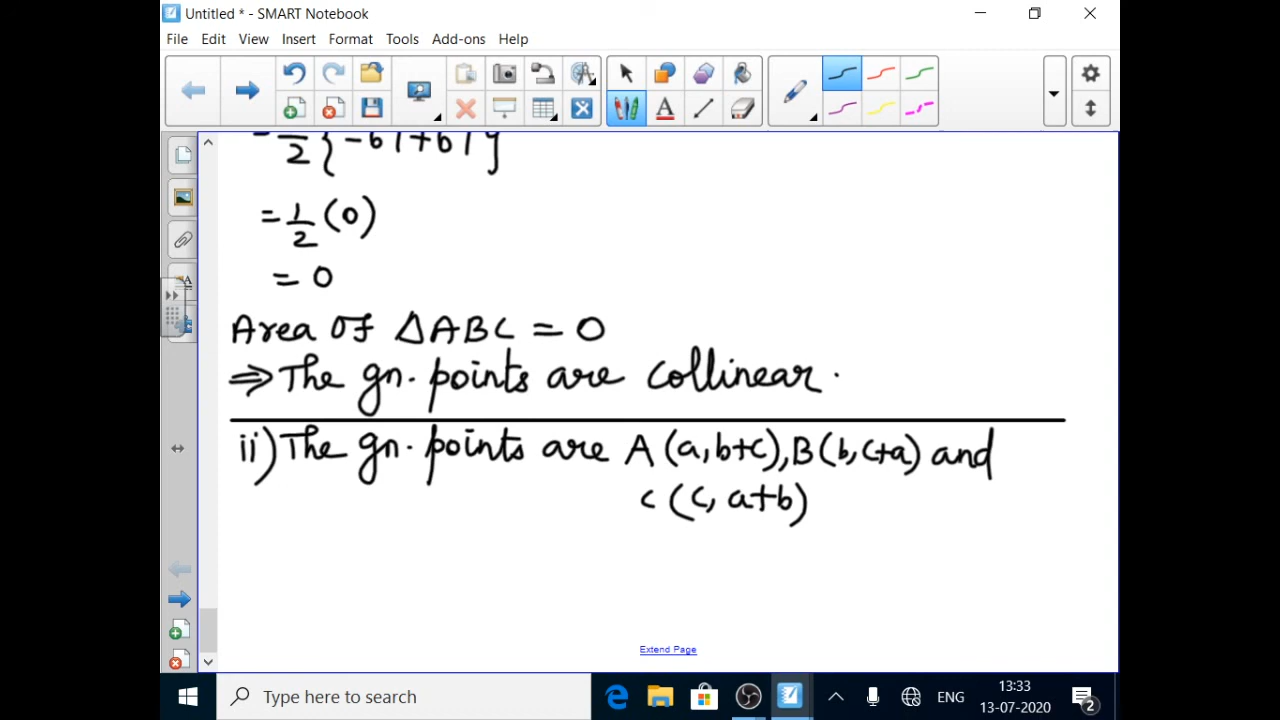 Untitled * - SMART Notebook
File Edit View Insert Format Tools Add-ons Help
= 1/2 (0)
= 0
Area of ΔABC = 0
⇒ The gn. points are collinear.
ii) The gn. points are A (a, b+c), B (b, c+a) and
C (c, a+b)
Extend Page
Type here to search
ENG
13:33
13-07-2020
2